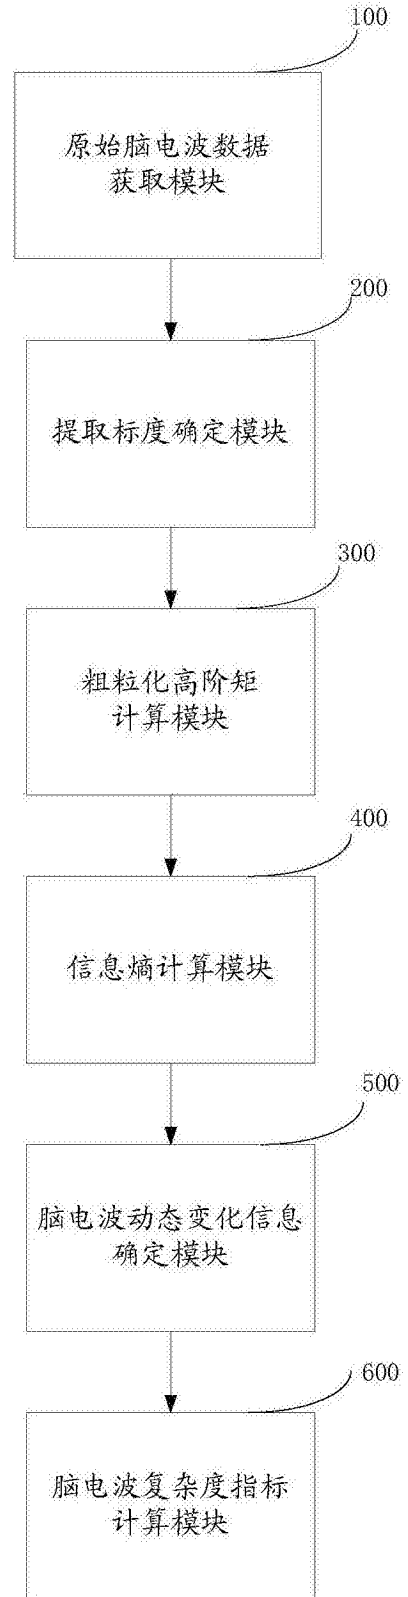 100
原始脑电波数据
获取模块
200
提取标度确定模块
300
粗粒化高阶矩
计算模块
400
信息熵计算模块
500
脑电波动态变化信息
确定模块
600
脑电波复杂度指标
计算模块